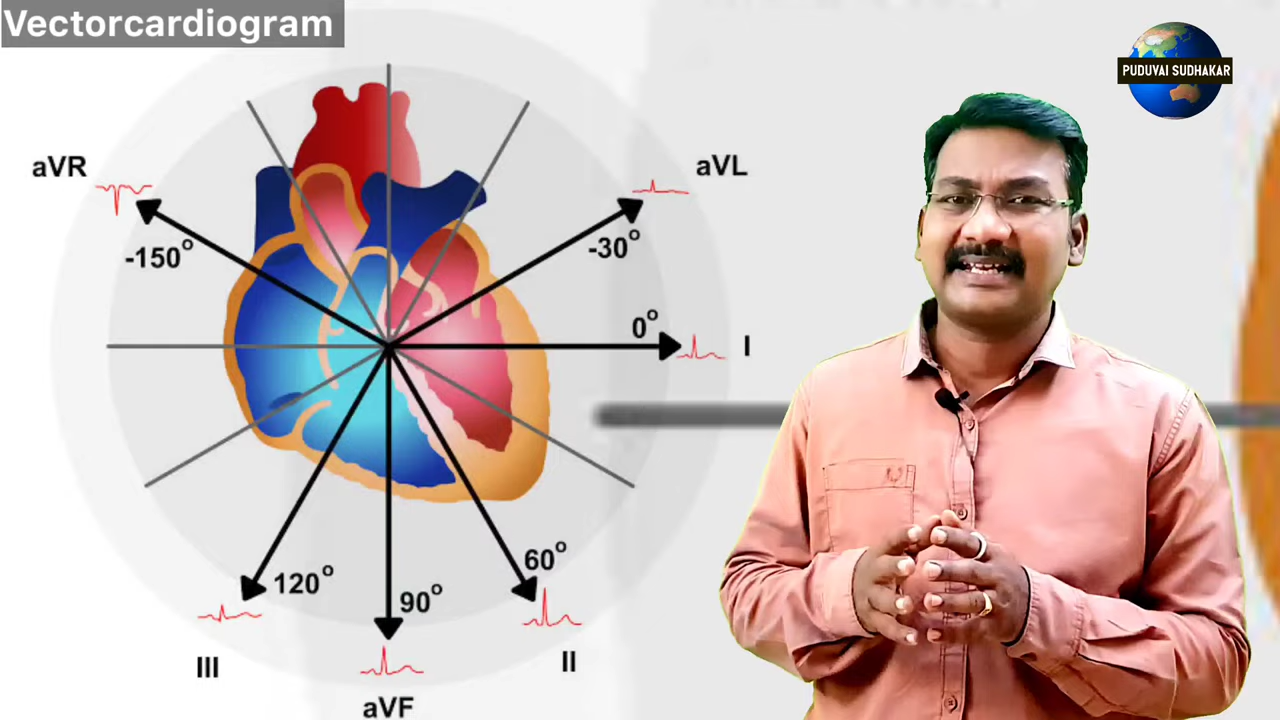 Vectorcardiogram
PUDUVAI SUDHAKAR
aVR
aVL
-150°
-30°
0°
I
120°
90°
60°
III
aVF
II